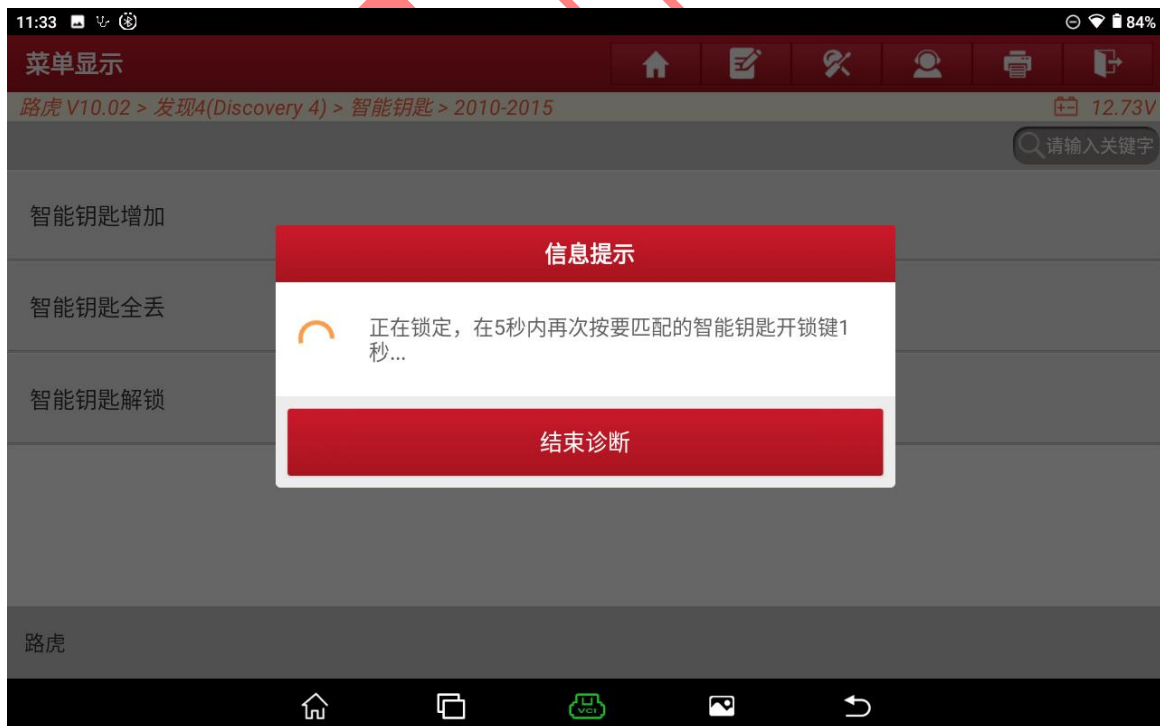 11:33
84%
菜单显示
路虎 V10.02 > 发现4(Discovery 4) > 智能钥匙 > 2010-2015
12.73V
请输入关键字
智能钥匙增加
信息提示
智能钥匙全丢
正在锁定，在5秒内再次按要匹配的智能钥匙开锁键1
秒...
智能钥匙解锁
结束诊断
路虎
VCI